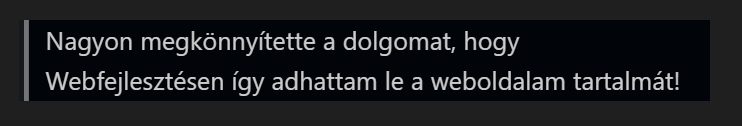 Nagyon megkönnyítette a dolgomat, hogy
Webfejlesztésen így adhattam le a weboldalam tartalmát!